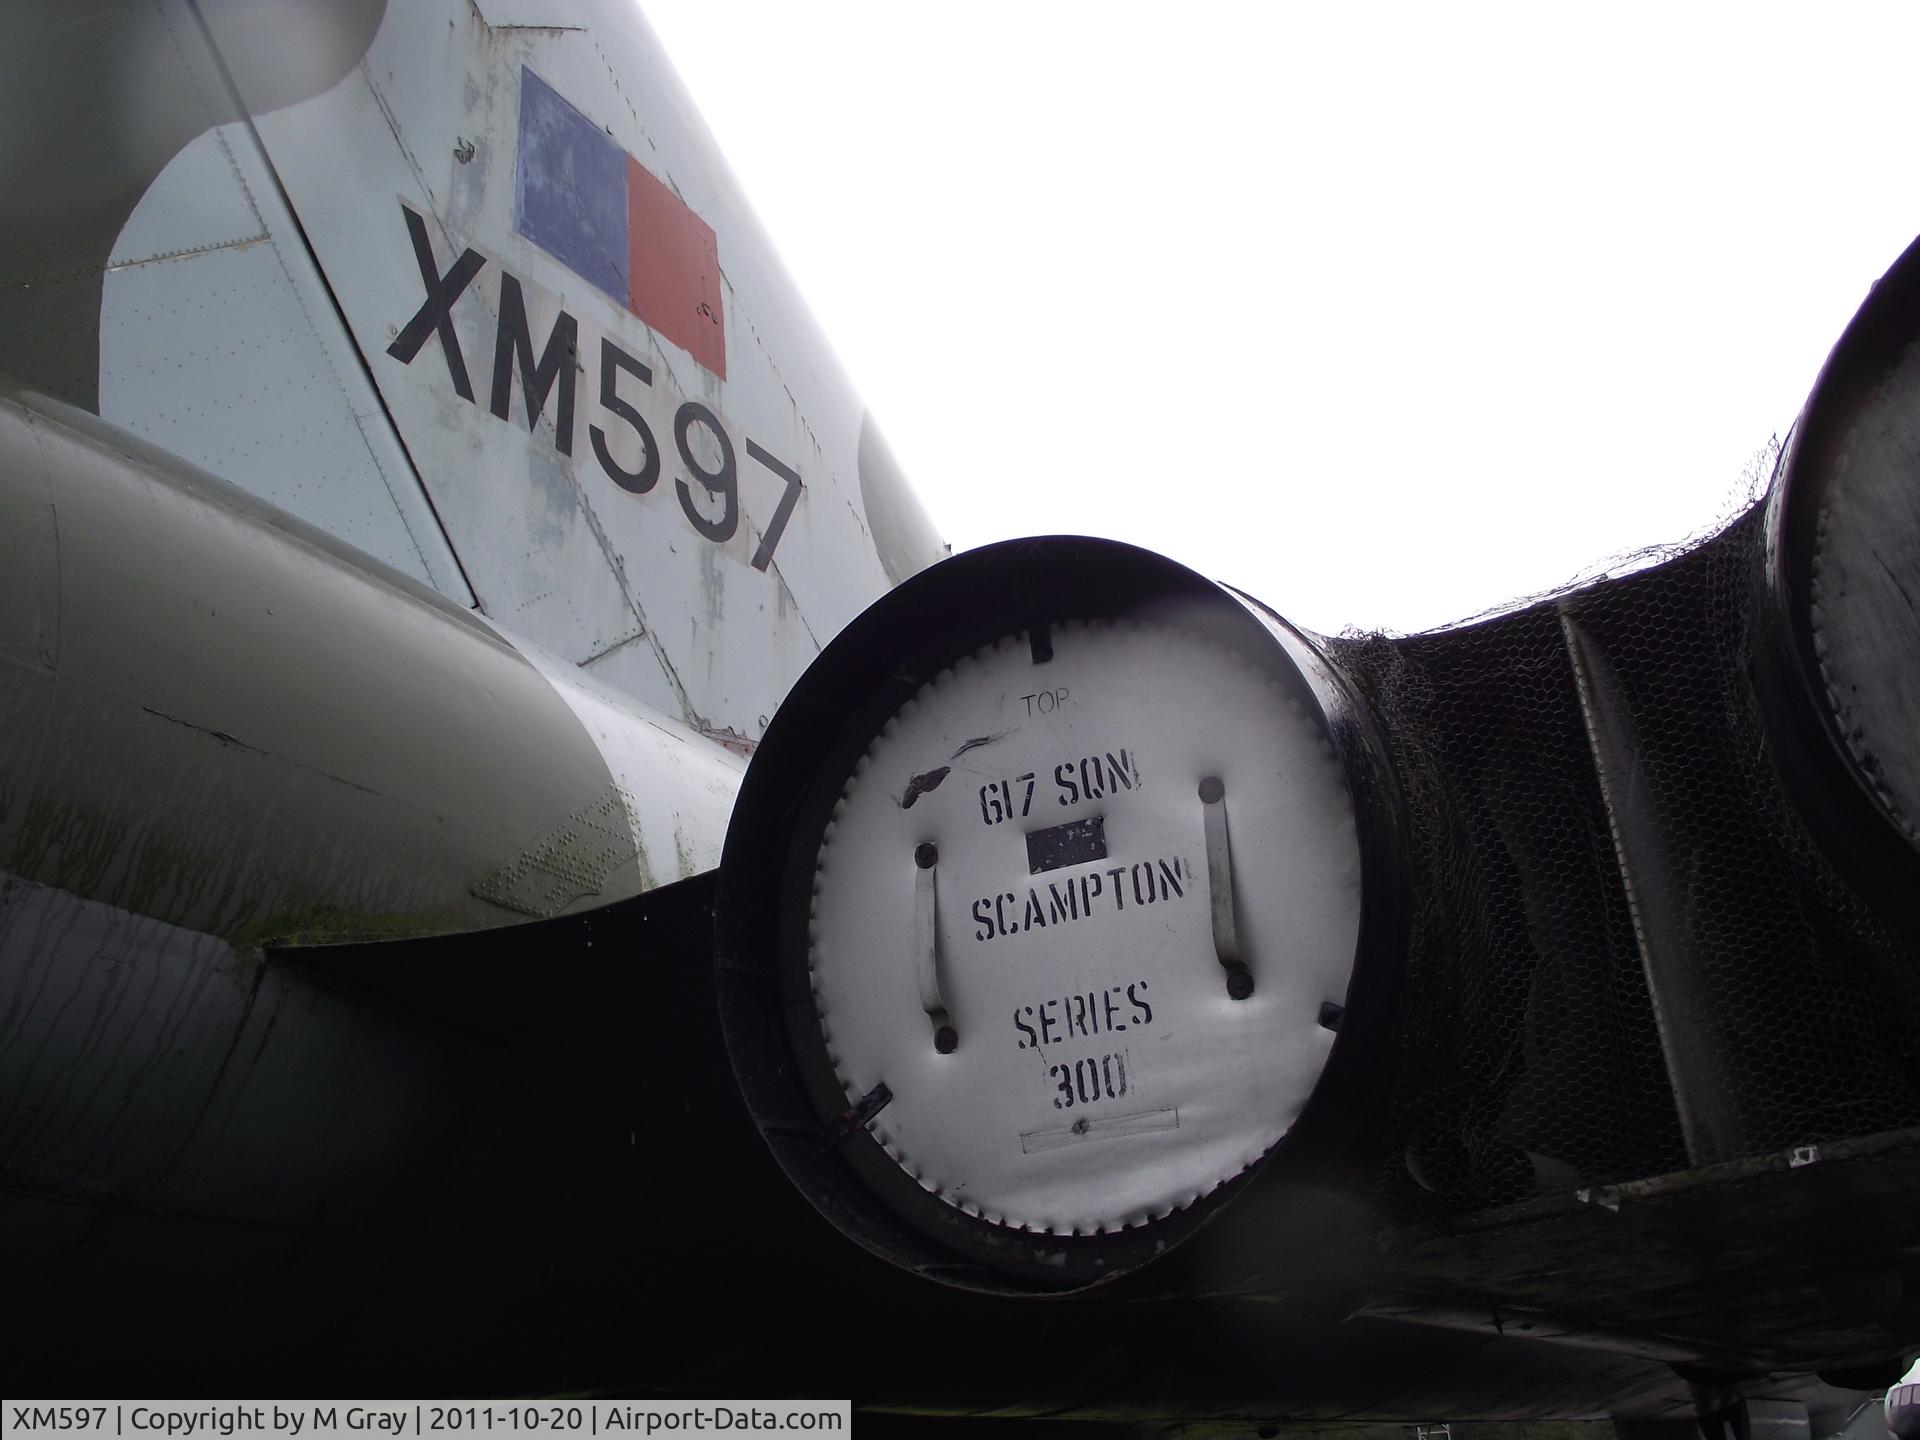 XM597
TOP
617 SQN
SCAMPTON
SERIES
300
XM597 | Copyright by M Gray | 2011-10-20 | Airport-Data.com